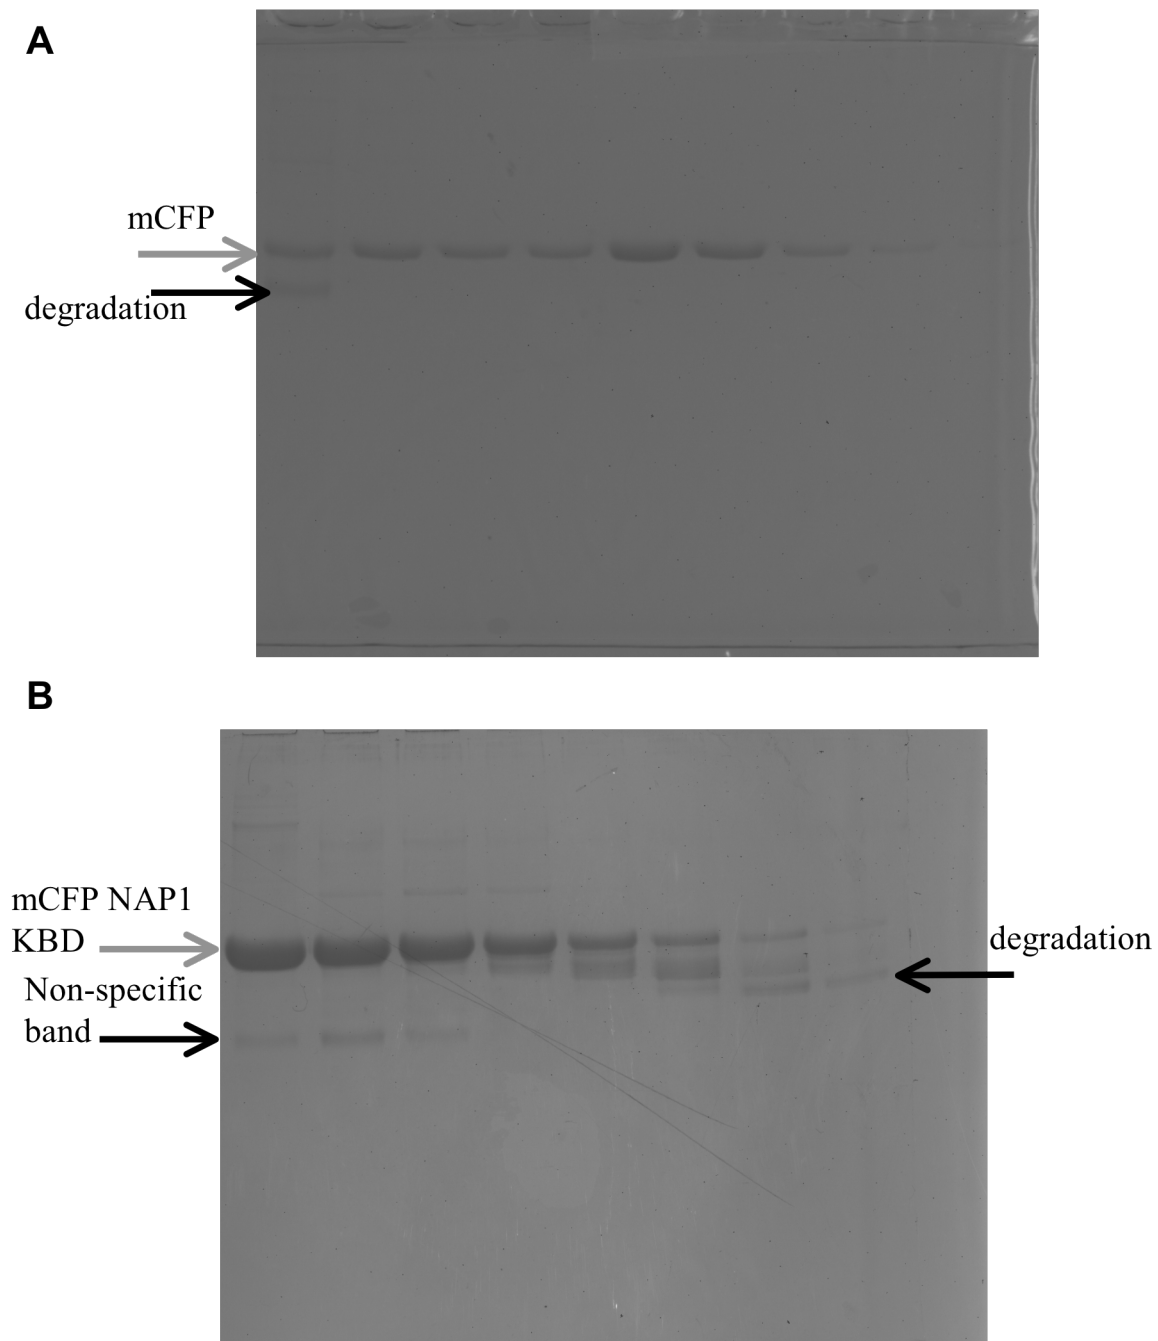 A
mCFP
degradation
B
mCFP NAP1
KBD
degradation
Non-specific
band